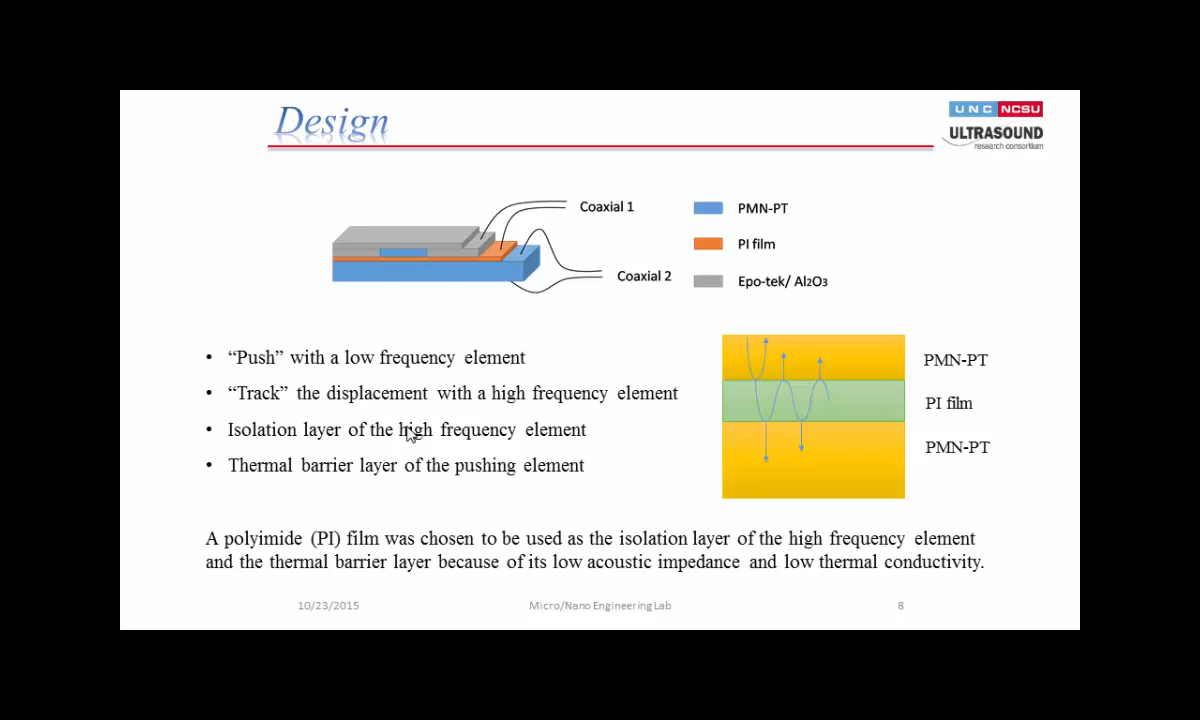 Design
UNC NCSU
ULTRASOUND
research consortium
Coaxial 1
Coaxial 2
PMN-PT
PI film
Epo-tek/ Al2O3
• “Push” with a low frequency element
• “Track” the displacement with a high frequency element
• Isolation layer of the high frequency element
• Thermal barrier layer of the pushing element
PMN-PT
PI film
PMN-PT
A polyimide (PI) film was chosen to be used as the isolation layer of the high frequency element
and the thermal barrier layer because of its low acoustic impedance and low thermal conductivity.
10/23/2015
Micro/Nano Engineering Lab
8